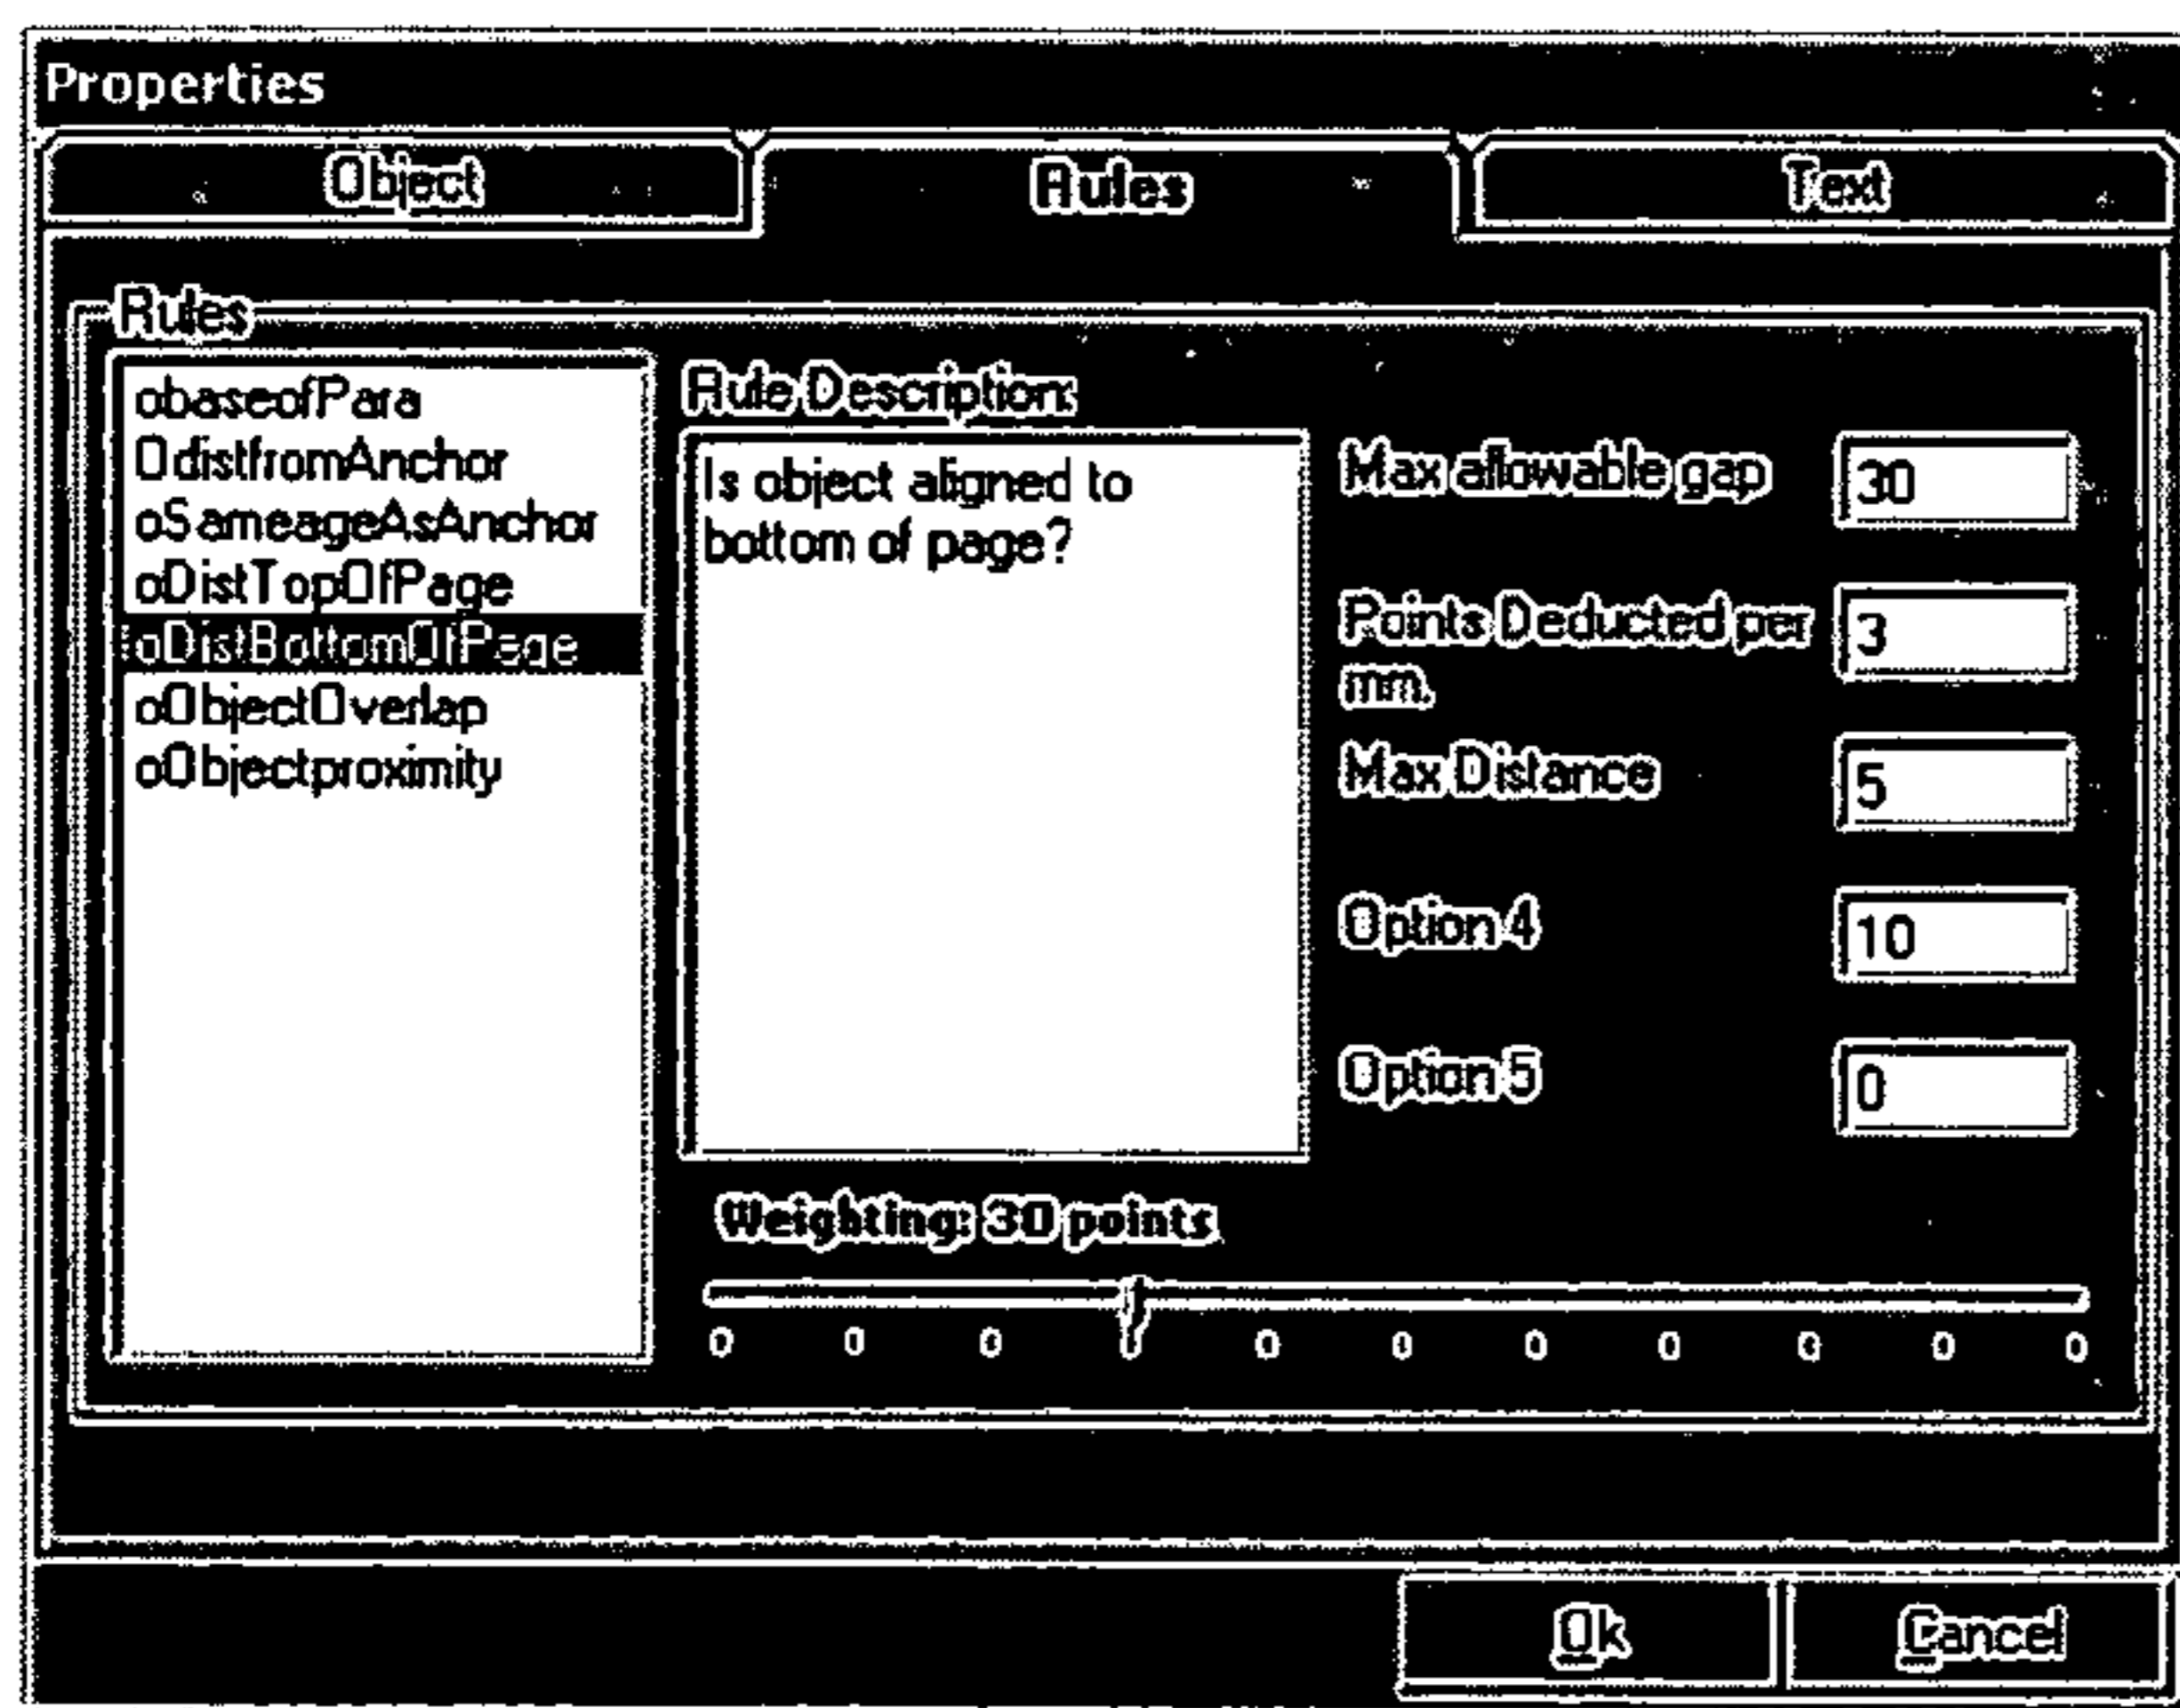 Properties
Object Rules Text
Rules
obaseofPara
OdistfromAnchor
oSameageAsAnchor
oDistTopOfPage
oDistBottomOfPage
oObjectOverlap
oObjectproximity
Rule Description:
Is object aligned to
bottom of page?
Max allowable gap 30
Points Deducted per 3
mm.
Max Distance 5
Option 4 10
Option 5 0
Weighting: 30 points
0 0 0 0 0 0 0 0 0 0 0
Ok Cancel